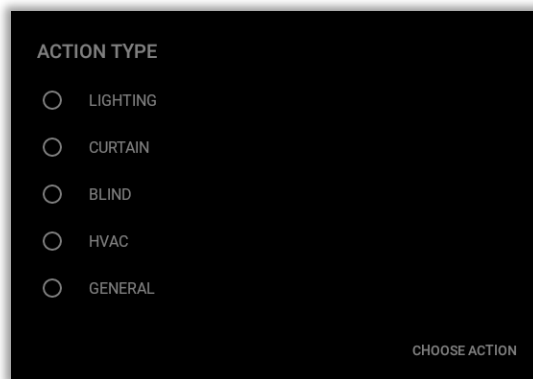 ACTION TYPE
LIGHTING
CURTAIN
BLIND
HVAC
GENERAL
CHOOSE ACTION